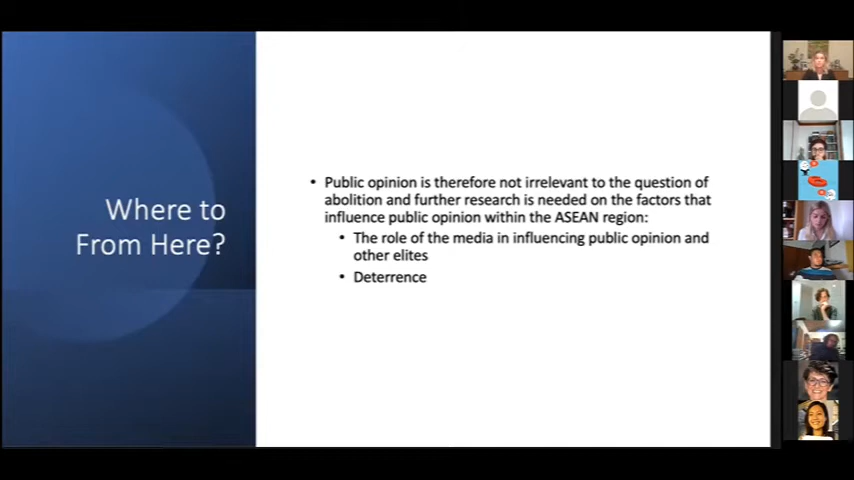 Where to
From Here?
• Public opinion is therefore not irrelevant to the question of
abolition and further research is needed on the factors that
influence public opinion within the ASEAN region:
• The role of the media in influencing public opinion and
other elites
• Deterrence